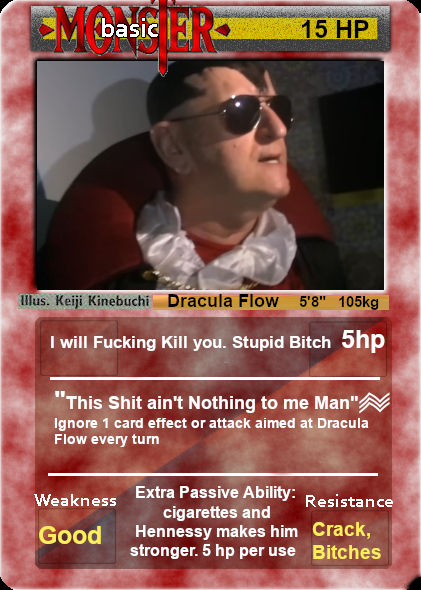 MONSTER
basic
15 HP
Illus. Keiji Kinebuchi
Dracula Flow 5'8" 105kg
I will Fucking Kill you. Stupid Bitch 5hp
"This Shit ain't Nothing to me Man"
Ignore 1 card effect or attack aimed at Dracula
Flow every turn
Weakness
Good
Extra Passive Ability:
cigarettes and
Hennessy makes him
stronger. 5 hp per use
Resistance
Crack,
Bitches